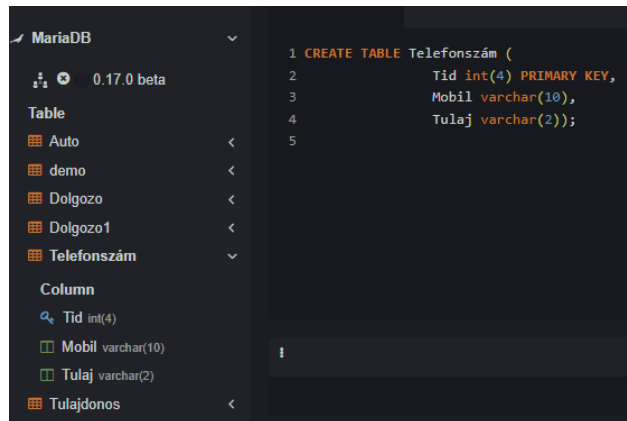 MariaDB
0.17.0 beta
Table
Auto
demo
Dolgozo
Dolgozo1
Telefonszám
Column
Tid int(4)
Mobil varchar(10)
Tulaj varchar(2)
Tulajdonos
1 CREATE TABLE Telefonszám (
2 Tid int(4) PRIMARY KEY,
3 Mobil varchar(10),
4 Tulaj varchar(2));
5